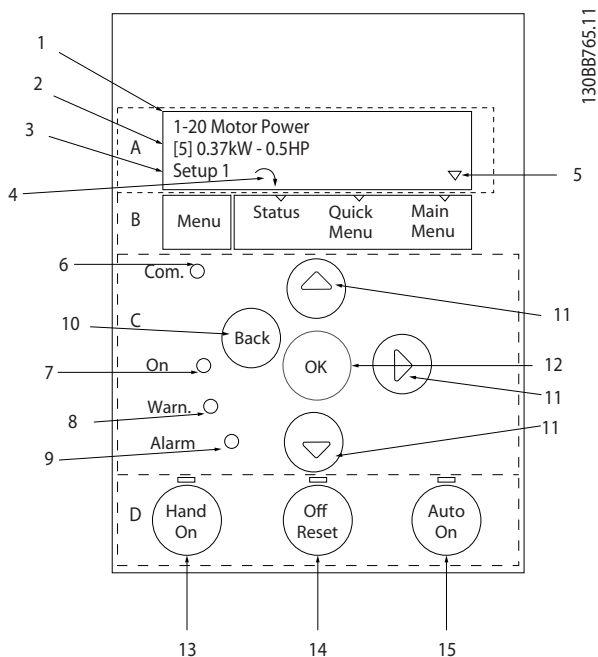 130BB765.11
1
2
3
4
5
A
1-20 Motor Power
[5] 0.37kW - 0.5HP
Setup 1
B
Menu
Status
Quick
Menu
Main
Menu
6
Com.
11
10
C
Back
OK
12
7
On
11
8
Warn.
11
9
Alarm
D
Hand
On
Off
Reset
Auto
On
13
14
15